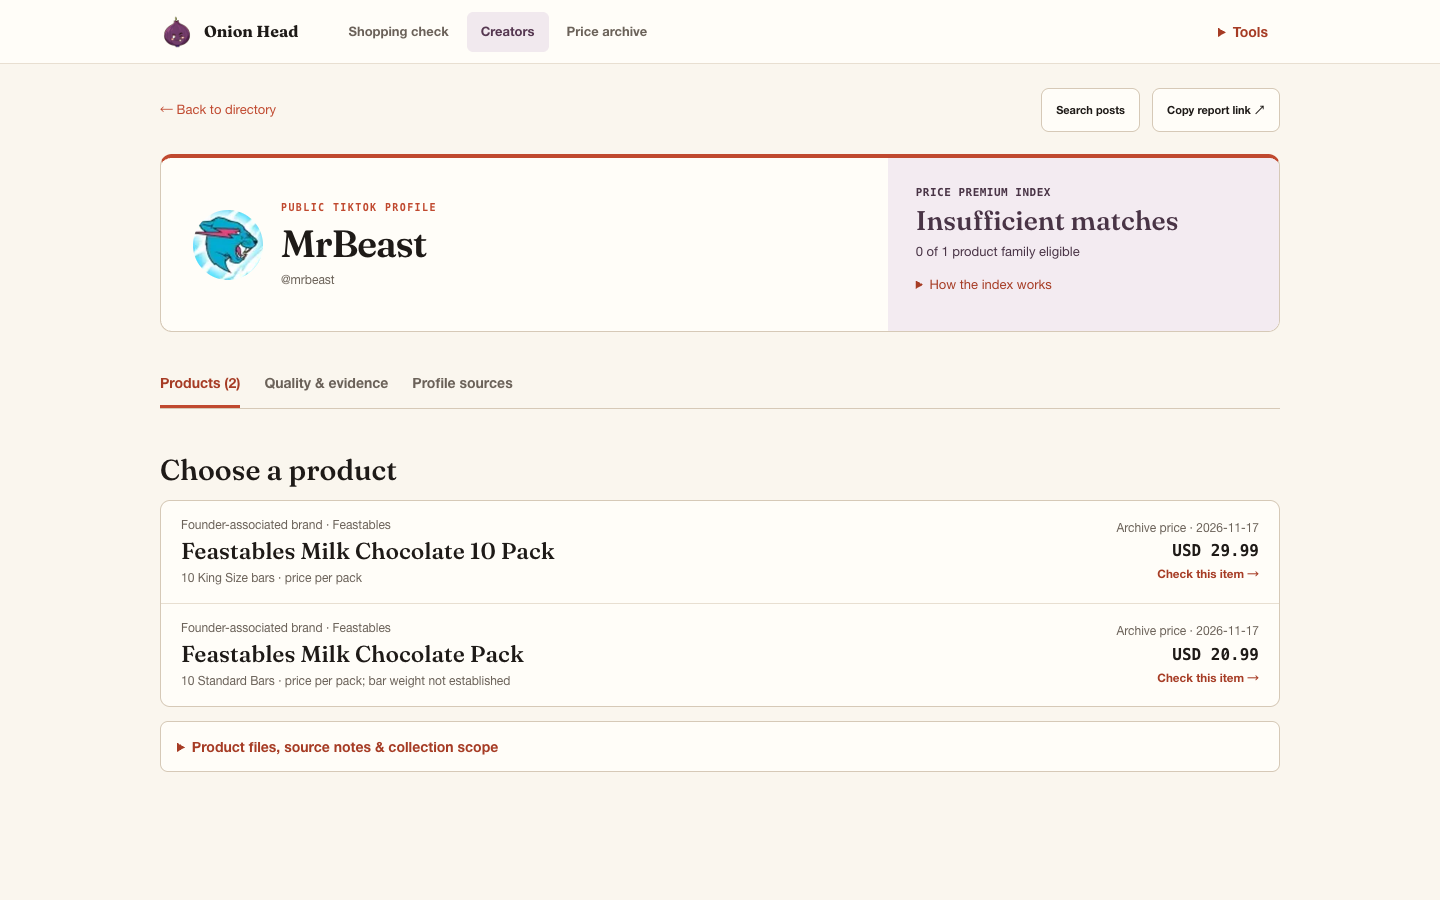 Onion Head
Shopping check
Creators
Price archive
▶ Tools
← Back to directory
Search posts
Copy report link ↗
PUBLIC TIKTOK PROFILE
MrBeast
@mrbeast
PRICE PREMIUM INDEX
Insufficient matches
0 of 1 product family eligible
▶ How the index works
Products (2)
Quality & evidence
Profile sources
Choose a product
Founder-associated brand · Feastables
Feastables Milk Chocolate 10 Pack
10 King Size bars · price per pack
Archive price · 2026-11-17
USD 29.99
Check this item →
Founder-associated brand · Feastables
Feastables Milk Chocolate Pack
10 Standard Bars · price per pack; bar weight not established
Archive price · 2026-11-17
USD 20.99
Check this item →
▶ Product files, source notes & collection scope